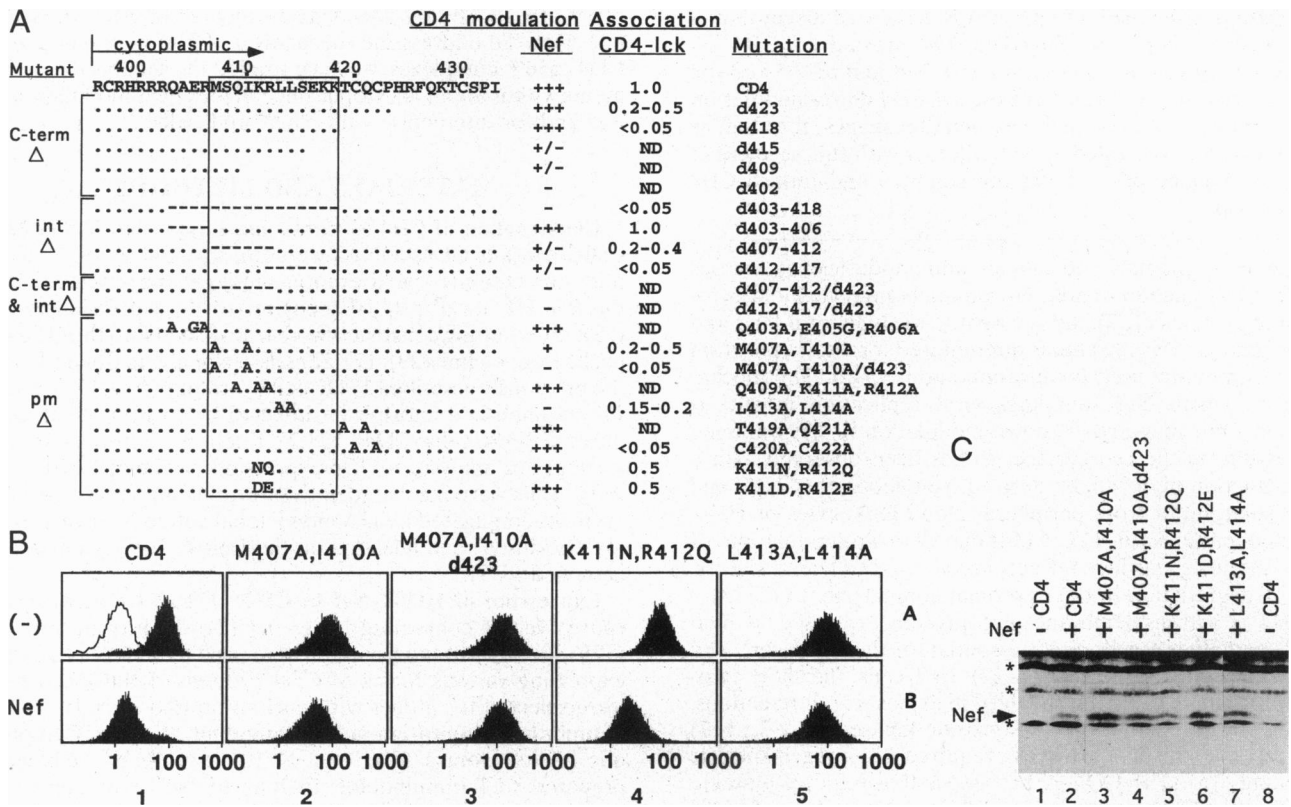 A
CD4 modulation Association
cytoplasmic Nef CD4-lck Mutation
Mutant 400 410 420 430
RCRHRRRQAERMSQIKRLLSEKKTCQCPHRFQKTCSPI +++ 1.0 CD4
+++ 0.2-0.5 d423
C-term +++ <0.05 d418
Δ +/- ND d415
+/- ND d405
- ND d402
int - <0.05 d403-418
Δ +++ 1.0 d403-406
+/- 0.2-0.4 d407-412
+/- <0.05 d412-417
C-term - ND d407-412/d423
& int Δ - ND d412-417/d423
A.GA +++ ND Q403A,E405G,R406A
A..A + 0.2-0.5 M407A,I410A
A..A - <0.05 M407A,I410A/d423
pm A.AA +++ ND Q409A,K411A
Δ AA - 0.15-0.2 L413A,L414A
A.A +++ ND T419A,Q421A
A.A +++ <0.05 C420A,C422A
NQ +++ 0.5 K411N,R412Q
DE +++ 0.5 K411D,R412E
B
CD4 M407A,I410A M407A,I410A d423 K411N,R412Q L413A,L414A
(-)
Nef
1 100 1000 1 100 1000 1 100 1000 1 100 1000 1 100 1000
1 2 3 4 5
C
A
CD4 CD4 M407A,I410A M407A,I410A,d423 K411N,R412Q K411D,R412E L413A,L414A CD4
Nef - + + + + + + -
*
*
B
Nef
*
1 2 3 4 5 6 7 8